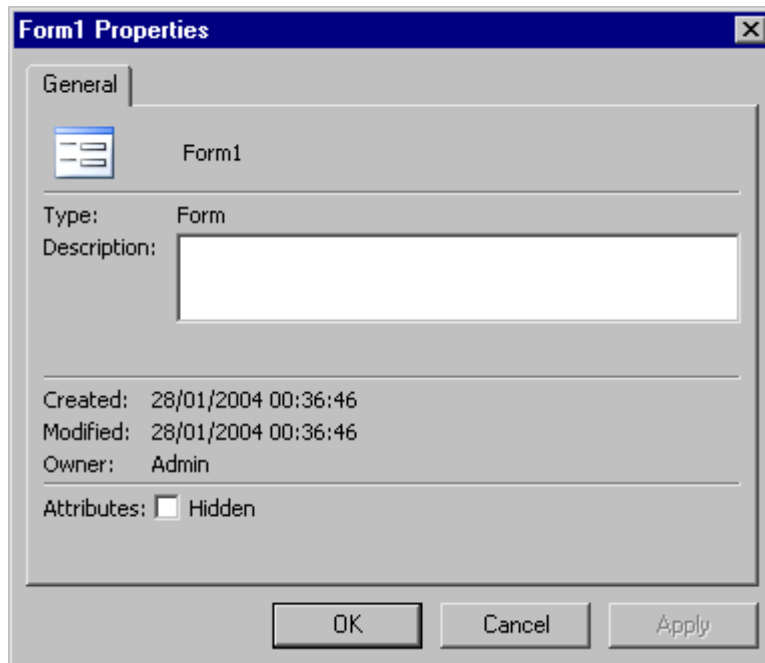 Form1 Properties
General
Form1
Type: Form
Description:
Created: 28/01/2004 00:36:46
Modified: 28/01/2004 00:36:46
Owner: Admin
Attributes: Hidden
OK Cancel Apply